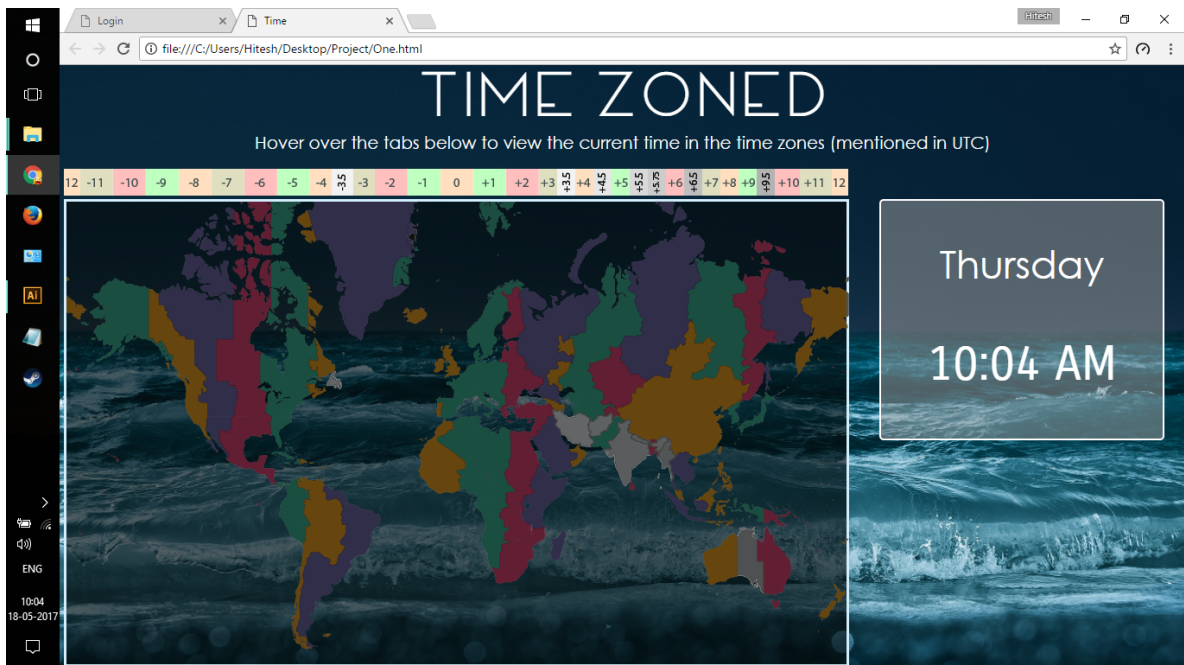 Login
Time
Hitesh
file:///C:/Users/Hitesh/Desktop/Project/One.html
TIME ZONED
Hover over the tabs below to view the current time in the time zones (mentioned in UTC)
12 -11 -10 -9 -8 -7 -6 -5 -4 -3.5 -3 -2 -1 0 +1 +2 +3 +3.5 +4 +4.5 +5 +5.5 +5.75 +6 +6.5 +7 +8 +9 +9.5 +10 +11 12
Thursday
10:04 AM
Ai
ENG
10:04
18-05-2017